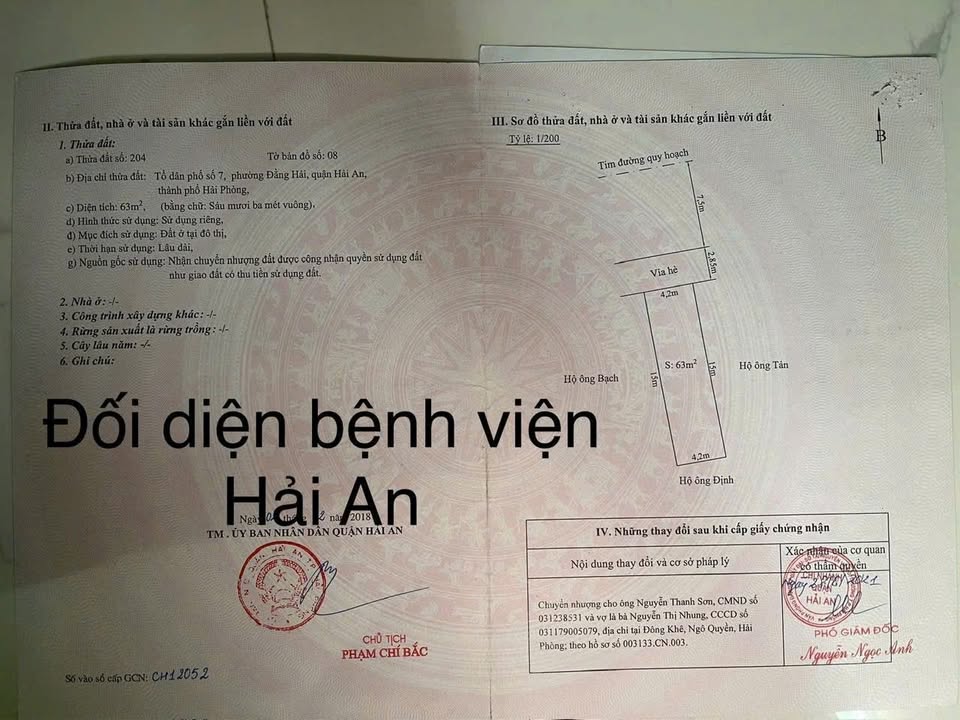 II. Thửa đất, nhà ở và tài sản khác gắn liền với đất
1. Thửa đất:
a) Thửa đất số: 204 Tờ bản đồ số: 08
b) Địa chỉ thửa đất: Tổ dân phố số 7, phường Đằng Hải, quận Hải An,
thành phố Hải Phòng,
c) Diện tích: 63m², (bằng chữ: Sáu mươi ba mét vuông),
d) Hình thức sử dụng: Sử dụng riêng,
đ) Mục đích sử dụng: Đất ở tại đô thị,
e) Thời hạn sử dụng: Lâu dài,
g) Nguồn gốc sử dụng: Nhận chuyển nhượng đất được công nhận quyền sử dụng đất
như giao đất có thu tiền sử dụng đất.
2. Nhà ở: -/-
3. Công trình xây dựng khác: -/-
4. Rừng sản xuất là rừng trồng: -/-
5. Cây lâu năm: -/-
6. Ghi chú:
Đối diện bệnh viện
Hải An
2018
TM. ỦY BAN NHÂN DÂN QUẬN HẢI AN
CHỦ TỊCH
PHẠM CHÍ BẮC
Số vào sổ cấp GCN: CH12052
III. Sơ đồ thửa đất, nhà ở và tài sản khác gắn liền với đất
Tỷ lệ: 1/200
B
Tim đường quy hoạch
7,5m
2,85m
Vỉa hè
4,2m
S: 63m²
15m
15m
Hộ ông Bạch
Hộ ông Tản
4,2m
Hộ ông Định
IV. Những thay đổi sau khi cấp giấy chứng nhận
Nội dung thay đổi và cơ sở pháp lý
Xác nhận của cơ quan
có thẩm quyền
Chuyển nhượng cho ông Nguyễn Thanh Sơn, CMND số
031238531 và vợ là bà Nguyễn Thị Nhung, CCCD số
031179005079, địa chỉ tại Đông Khê, Ngô Quyền, Hải
Phòng; theo hồ sơ số 003133.CN.003.
HẢI AN
PHÓ GIÁM ĐỐC
Nguyễn Ngọc Anh